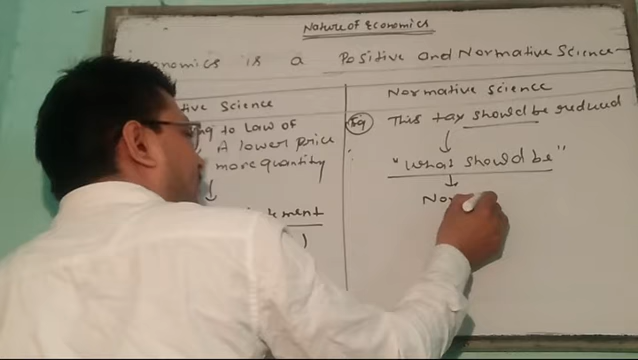 Nature of Economics
conomics is a Positive and Normative Science
tive Science
ng to Law of
A lower price
more quantity
ement
Normative Science
Eg This tax should be reduced
"What should be"
No